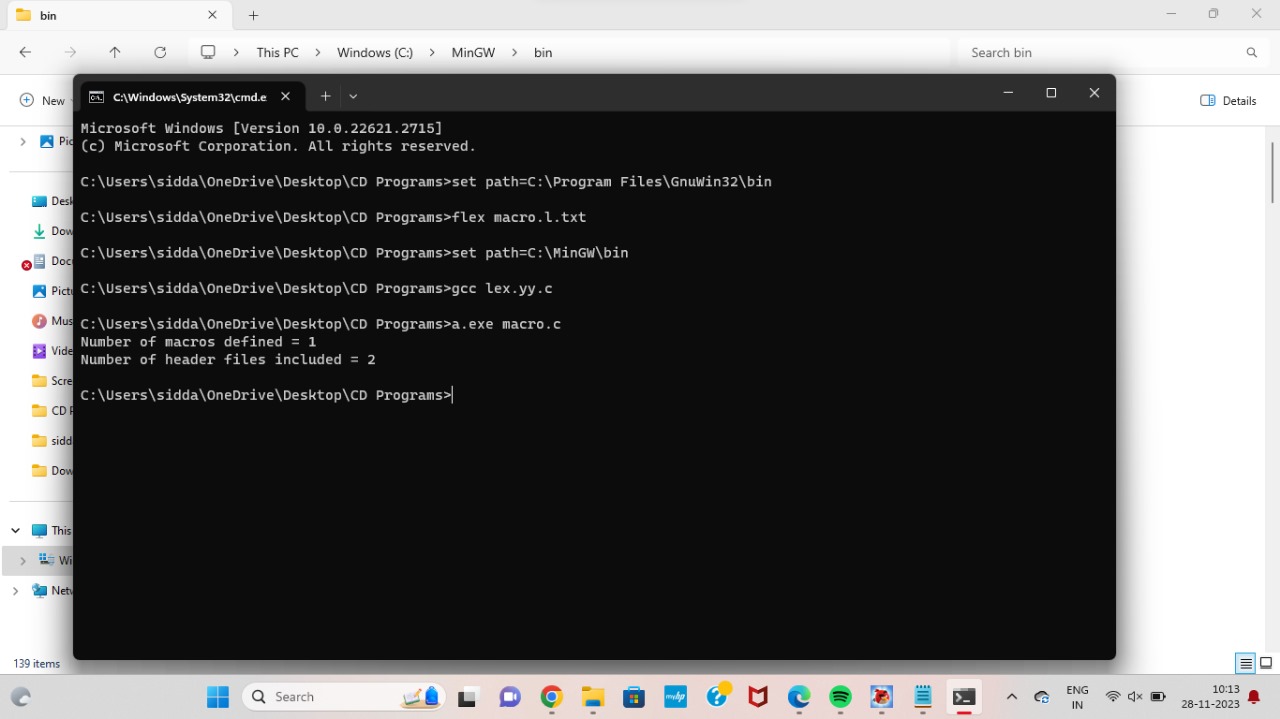 bin
This PC
Windows (C:)
MinGW
bin
Search bin
New
Details
C:\Windows\System32\cmd.e
Microsoft Windows [Version 10.0.22621.2715]
(c) Microsoft Corporation. All rights reserved.
C:\Users\sidda\OneDrive\Desktop\CD Programs>set path=C:\Program Files\GnuWin32\bin
C:\Users\sidda\OneDrive\Desktop\CD Programs>flex macro.l.txt
C:\Users\sidda\OneDrive\Desktop\CD Programs>set path=C:\MinGW\bin
C:\Users\sidda\OneDrive\Desktop\CD Programs>gcc lex.yy.c
C:\Users\sidda\OneDrive\Desktop\CD Programs>a.exe macro.c
Number of macros defined = 1
Number of header files included = 2
C:\Users\sidda\OneDrive\Desktop\CD Programs>
Pic
Desk
Dow
Docu
Pictu
Mus
Vide
Scre
CD P
sidd
Dow
This
Wi
Netw
139 items
Search
myhp
ENG
IN
10:13
28-11-2023